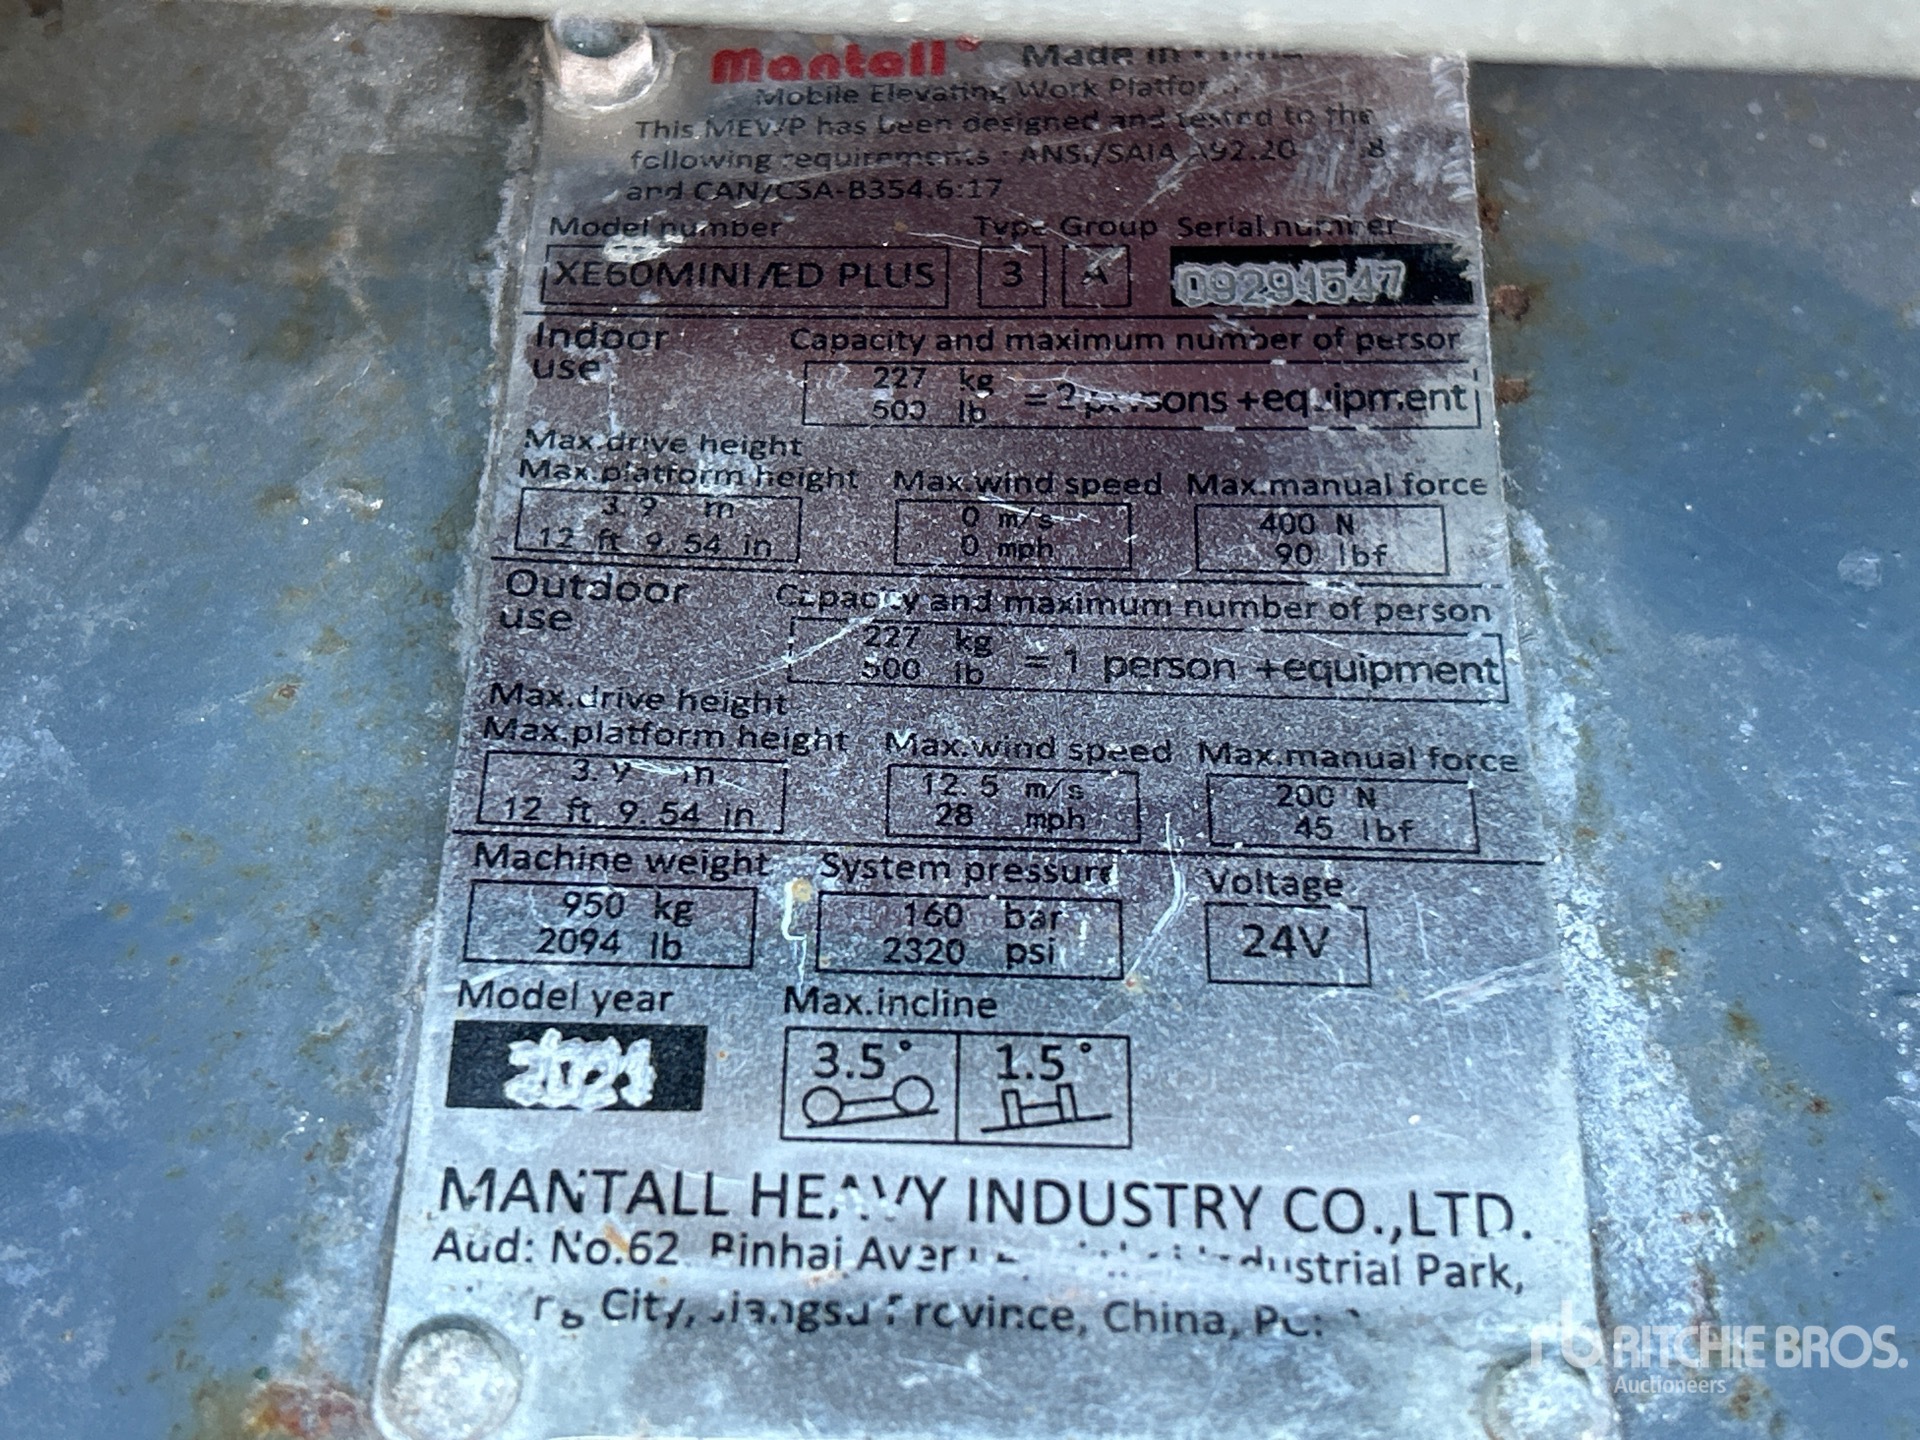 Mantall® Made in China
Mobile Elevating Work Platfor
This MEWP has been designed and tested to the
following requirements : ANSI/SAIA A92.20
and CAN/CSA-B354.6:17
Model number Type Group Serial number
XE60MINI/ED PLUS 3 A 09291547
Indoor use Capacity and maximum number of person
227 kg
500 lb = 2 persons +equipment
Max.drive height
Max.platform height Max.wind speed Max.manual force
3.9 m 0 m/s 400 N
12 ft 9.54 in 0 mph 90 lbf
Outdoor use Capacity and maximum number of person
227 kg
500 lb = 1 person +equipment
Max.drive height
Max.platform height Max.wind speed Max.manual force
3.9 m 12.5 m/s 200 N
12 ft 9.54 in 28 mph 45 lbf
Machine weight System pressure Voltage
950 kg 160 bar 24V
2094 lb 2320 psi
Model year Max.incline
2021 3.5° 1.5°
MANTALL HEAVY INDUSTRY CO.,LTD.
Add: No.62 Binhai Avenue Industrial Park,
City, Jiangsu Province, China,
rb RITCHIE BROS.
Auctioneers